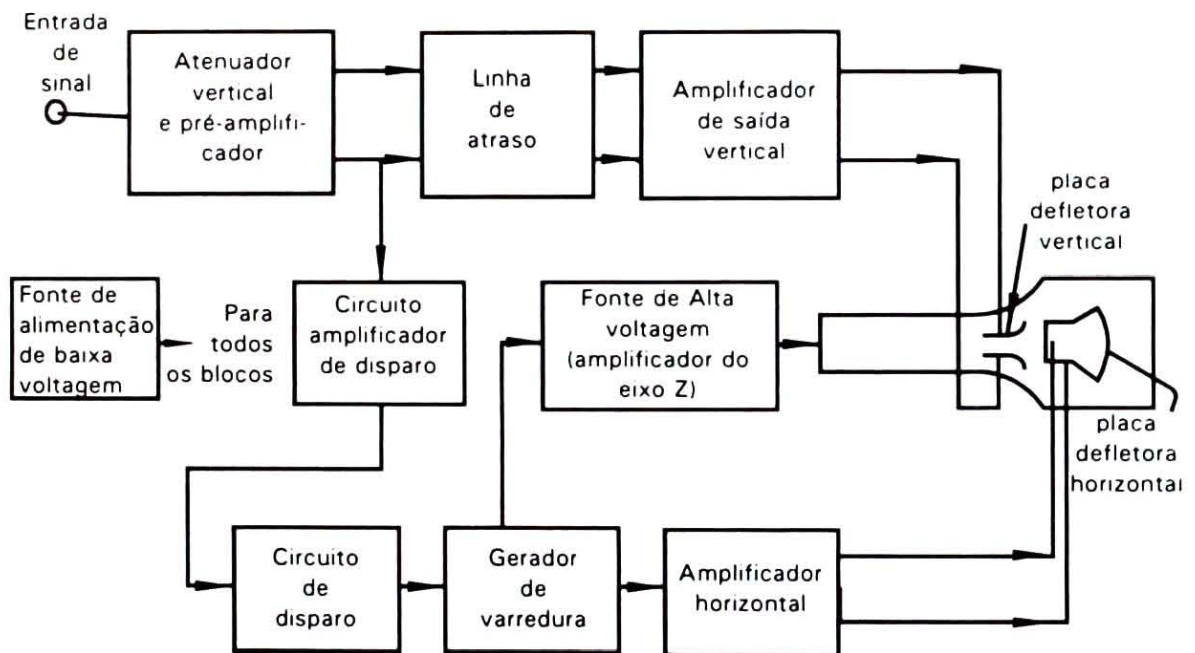 Entrada
de
sinal
Atenuador
vertical
e pré-amplifi-
cador
Linha
de
atraso
Amplificador
de saída
vertical
placa
defletora
vertical
Fonte de
alimentação
de baixa
voltagem
Para
todos
os blocos
Circuito
amplificador
de disparo
Fonte de Alta
voltagem
(amplificador do
eixo Z)
placa
defletora
horizontal
Circuito
de
disparo
Gerador
de
varredura
Amplificador
horizontal